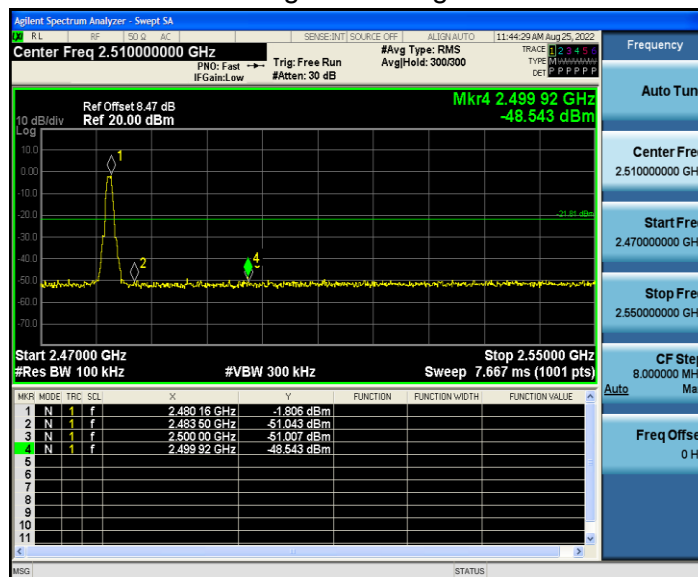 Agilent Spectrum Analyzer - Swept SA
RL RF 50 Ω AC SENSE:INT SOURCE OFF ALIGN AUTO 11:44:29 AM Aug 25, 2022
Center Freq 2.510000000 GHz
PNO: Fast
IFGain:Low
Trig: Free Run
#Atten: 30 dB
#Avg Type: RMS
Avg|Hold: 300/300
TRACE 1 2 3 4 5 6
TYPE M
DET P P P P P P
Ref Offset 8.47 dB
Ref 20.00 dBm
10 dB/div
Log
Mkr4 2.499 92 GHz
-48.543 dBm
10.0
0.00
-10.0
-20.0
-30.0
-40.0
-50.0
-60.0
-70.0
1
2
4
-21.81 dBm
Start 2.47000 GHz
Stop 2.55000 GHz
#Res BW 100 kHz
#VBW 300 kHz
Sweep 7.667 ms (1001 pts)
MKR MODE TRC SCL X Y FUNCTION FUNCTION WIDTH FUNCTION VALUE
1 N 1 f 2.480 16 GHz -1.806 dBm
2 N 1 f 2.483 50 GHz -51.043 dBm
3 N 1 f 2.500 00 GHz -51.007 dBm
4 N 1 f 2.499 92 GHz -48.543 dBm
5
6
7
8
9
10
11
MSG
STATUS
Frequency
Auto Tun
Center Fre
2.510000000 GH
Start Fre
2.470000000 GH
Stop Fre
2.550000000 GH
CF Step
8.000000 MH
Auto Ma
Freq Offse
0 H